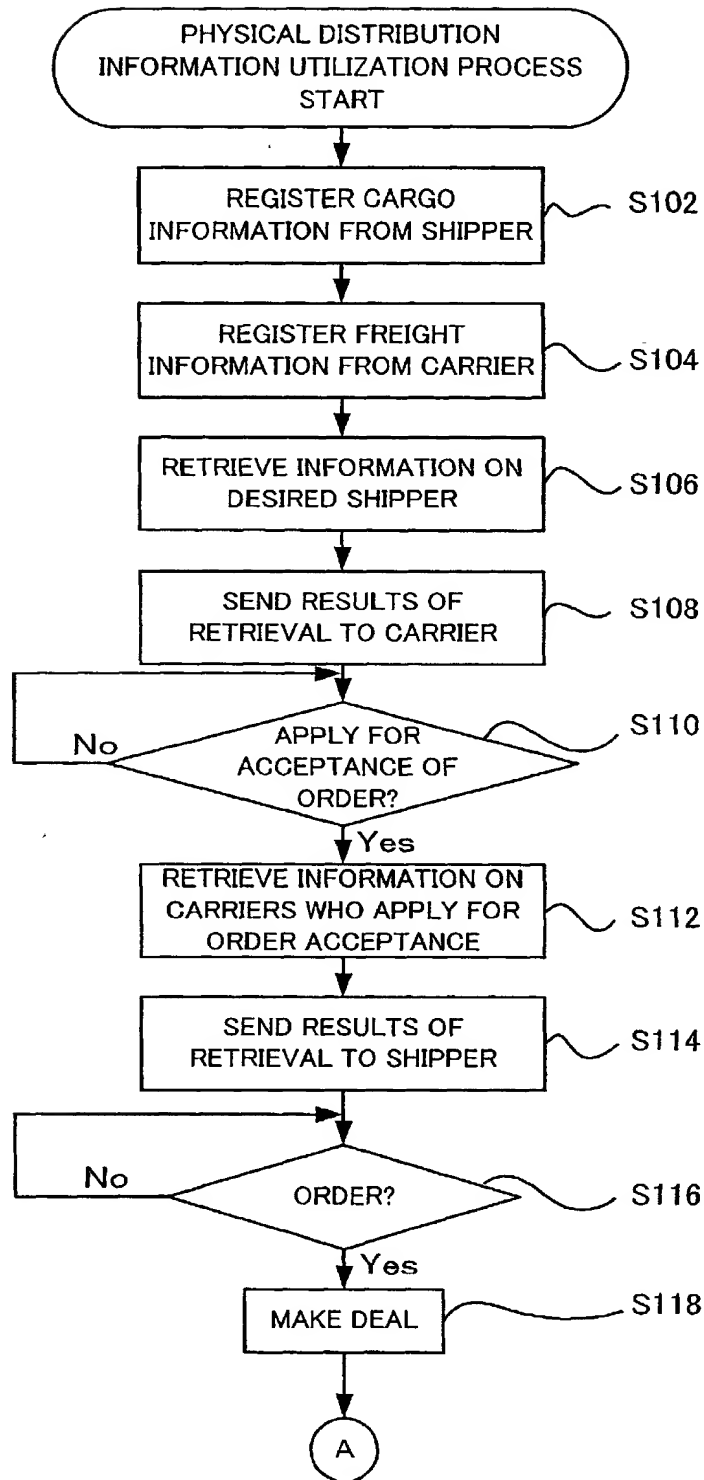 PHYSICAL DISTRIBUTION
INFORMATION UTILIZATION PROCESS
START
REGISTER CARGO
INFORMATION FROM SHIPPER
S102
REGISTER FREIGHT
INFORMATION FROM CARRIER
S104
RETRIEVE INFORMATION ON
DESIRED SHIPPER
S106
SEND RESULTS OF
RETRIEVAL TO CARRIER
S108
APPLY FOR
ACCEPTANCE OF
ORDER?
S110
No
Yes
RETRIEVE INFORMATION ON
CARRIERS WHO APPLY FOR
ORDER ACCEPTANCE
S112
SEND RESULTS OF
RETRIEVAL TO SHIPPER
S114
No
ORDER?
S116
Yes
MAKE DEAL
S118
A